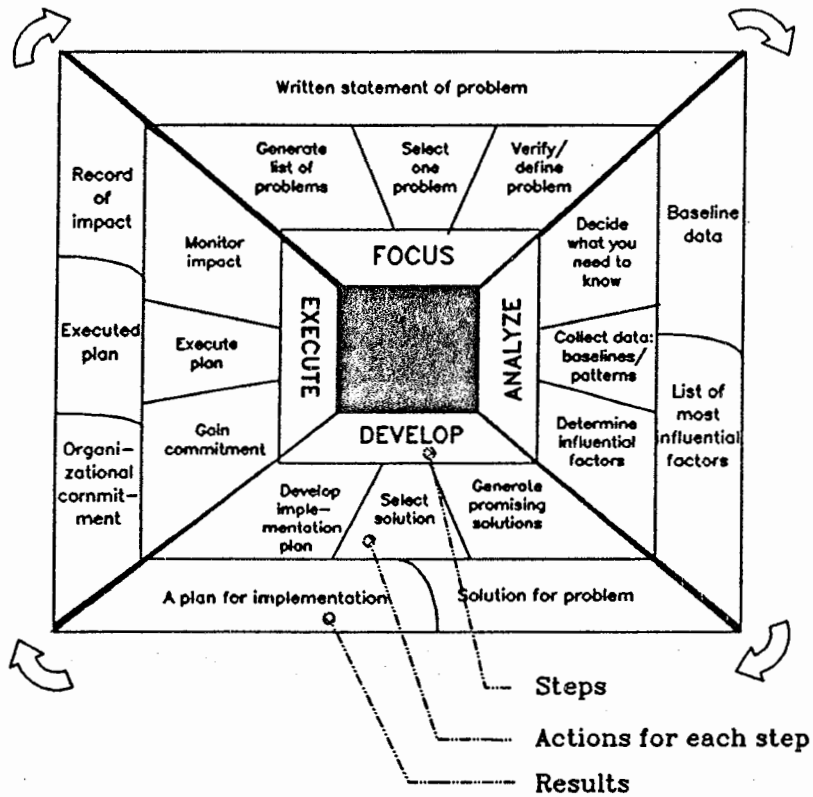 Written statement of problem
Generate
list of
problems
Select
one
problem
Verify/
define
problem
FOCUS
Decide
what you
need to
know
Collect data:
baselines/
patterns
Determine
influential
factors
ANALYZE
Baseline
data
List of
most
influential
factors
DEVELOP
Generate
promising
solutions
Select
solution
Develop
imple-
mentation
plan
Solution for problem
A plan for implementation
EXECUTE
Gain
commitment
Execute
plan
Monitor
impact
Organi-
zational
commit-
ment
Executed
plan
Record
of
impact
Steps
Actions for each step
Results